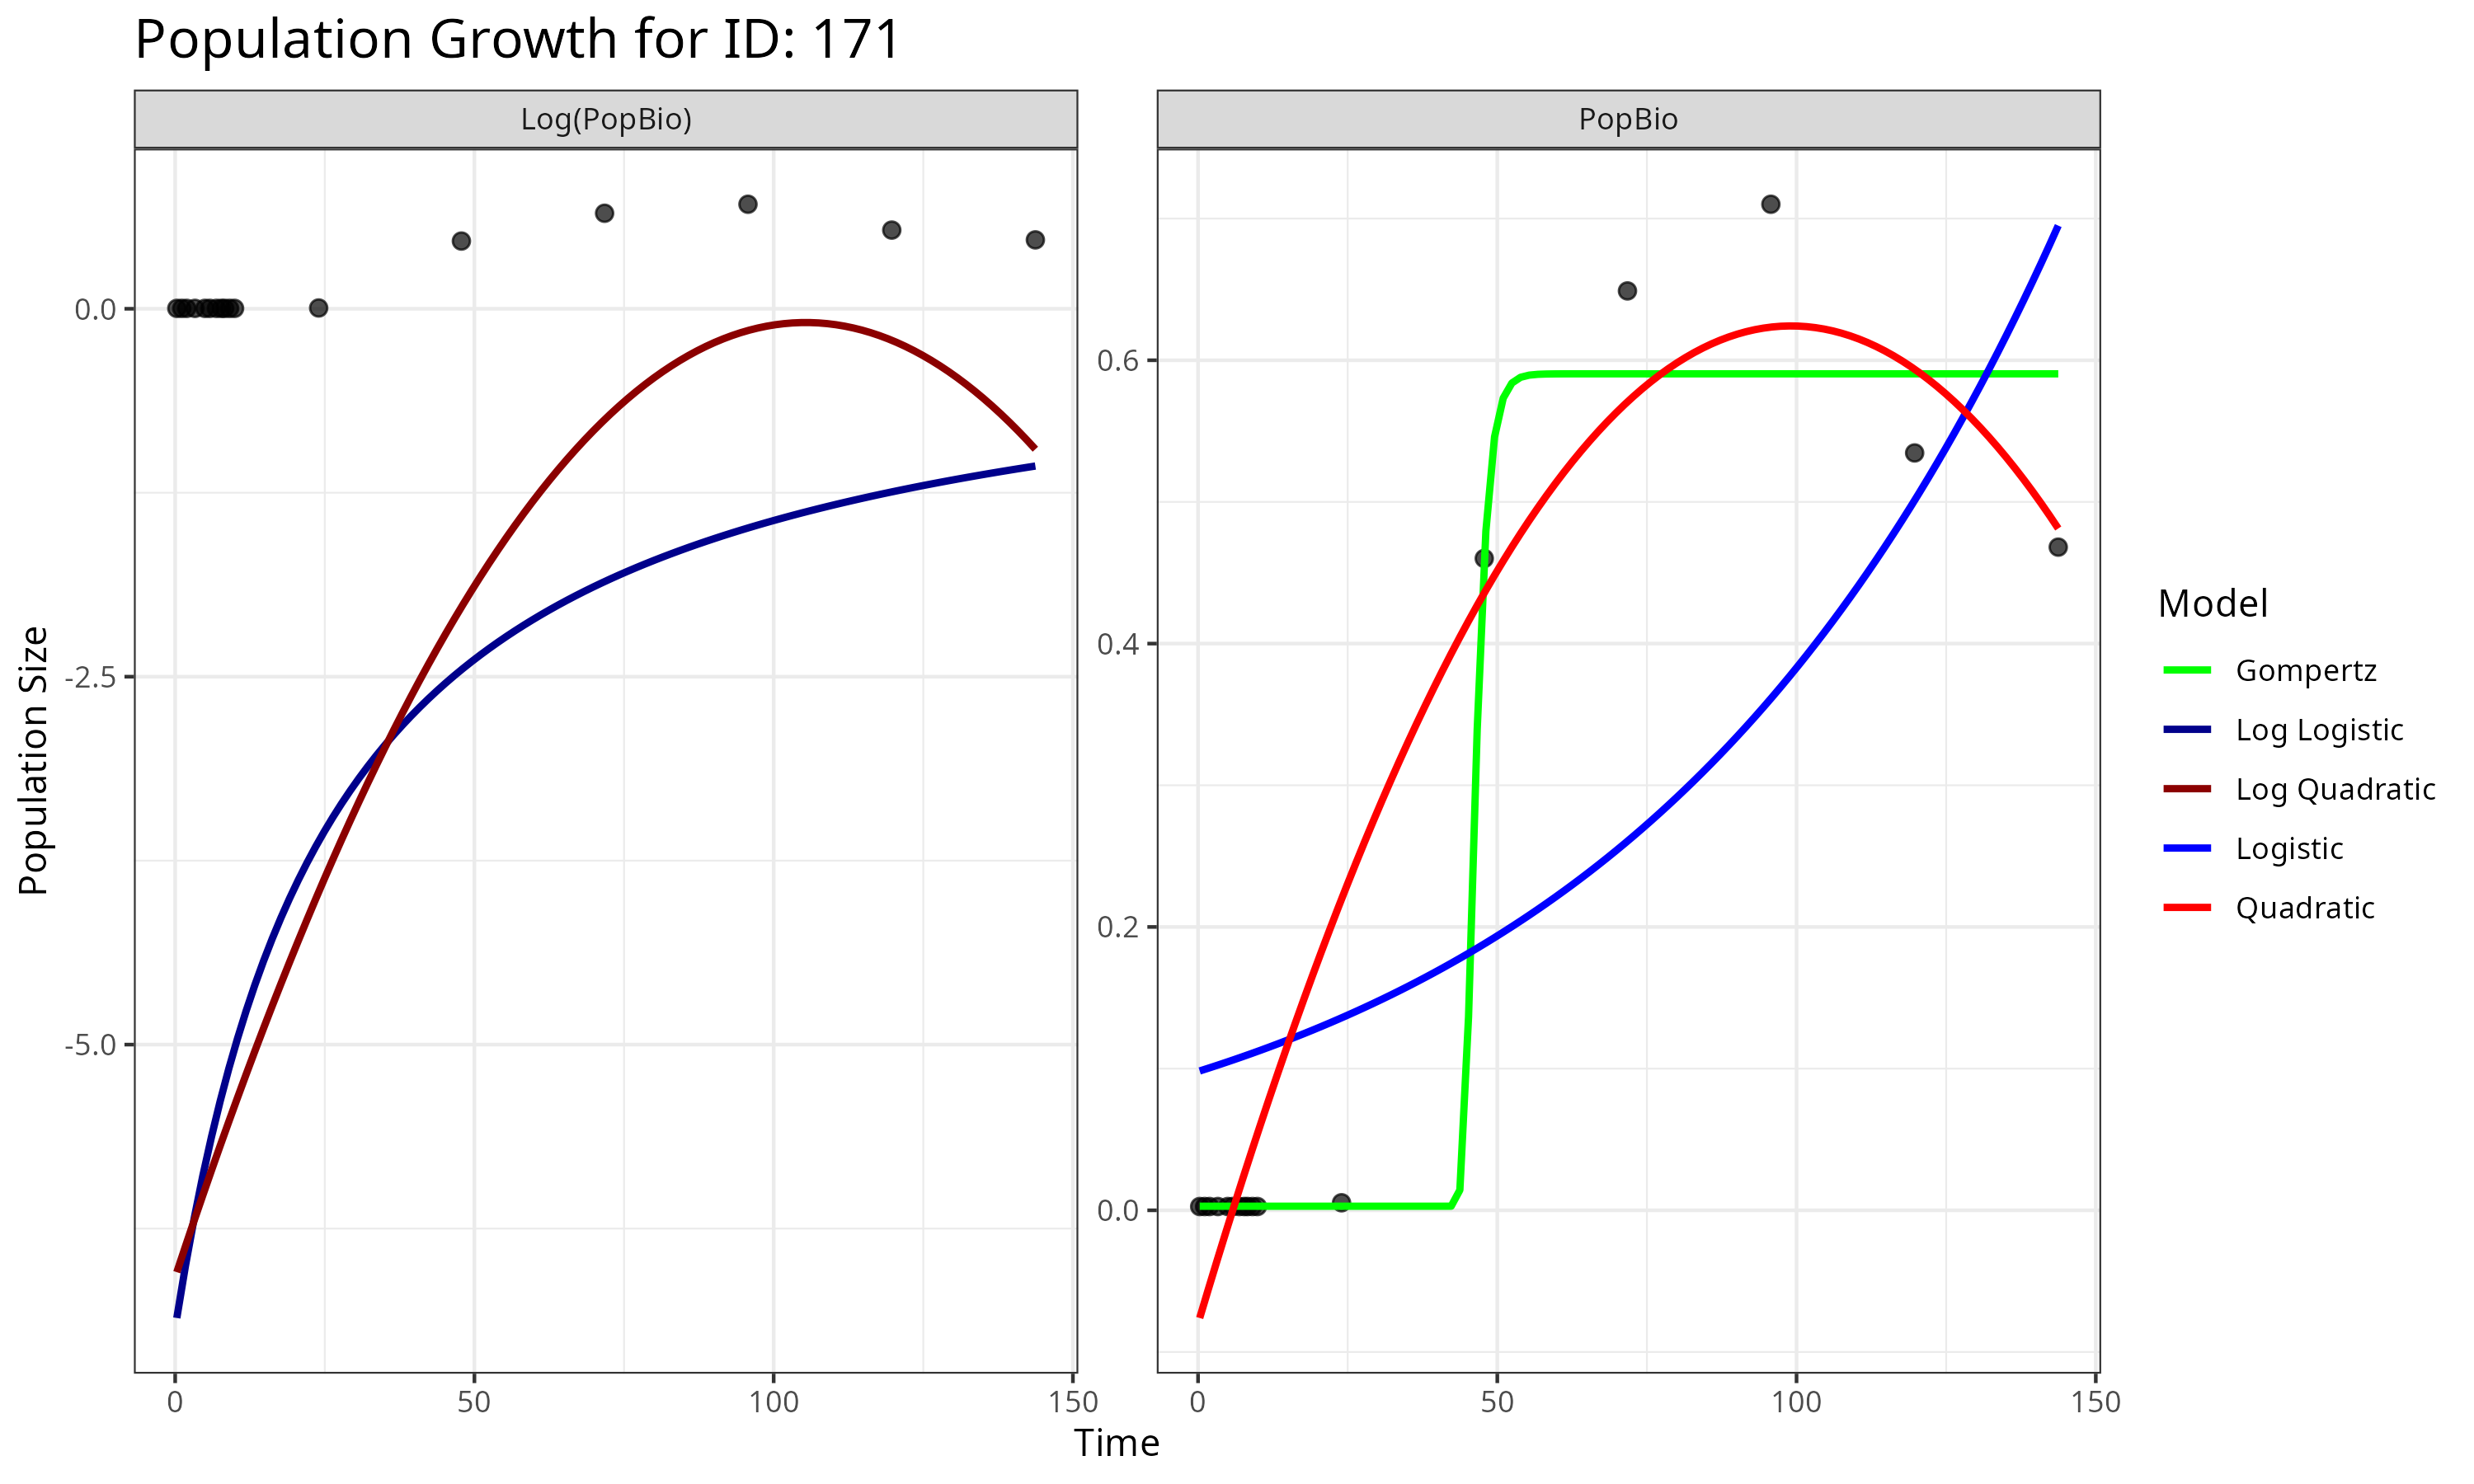 Population Growth for ID: 171
Log(PopBio)
PopBio
Population Size
0.0
-2.5
-5.0
0.6
0.4
0.2
0.0
0
50
100
150
0
50
100
150
Time
Model
Gompertz
Log Logistic
Log Quadratic
Logistic
Quadratic